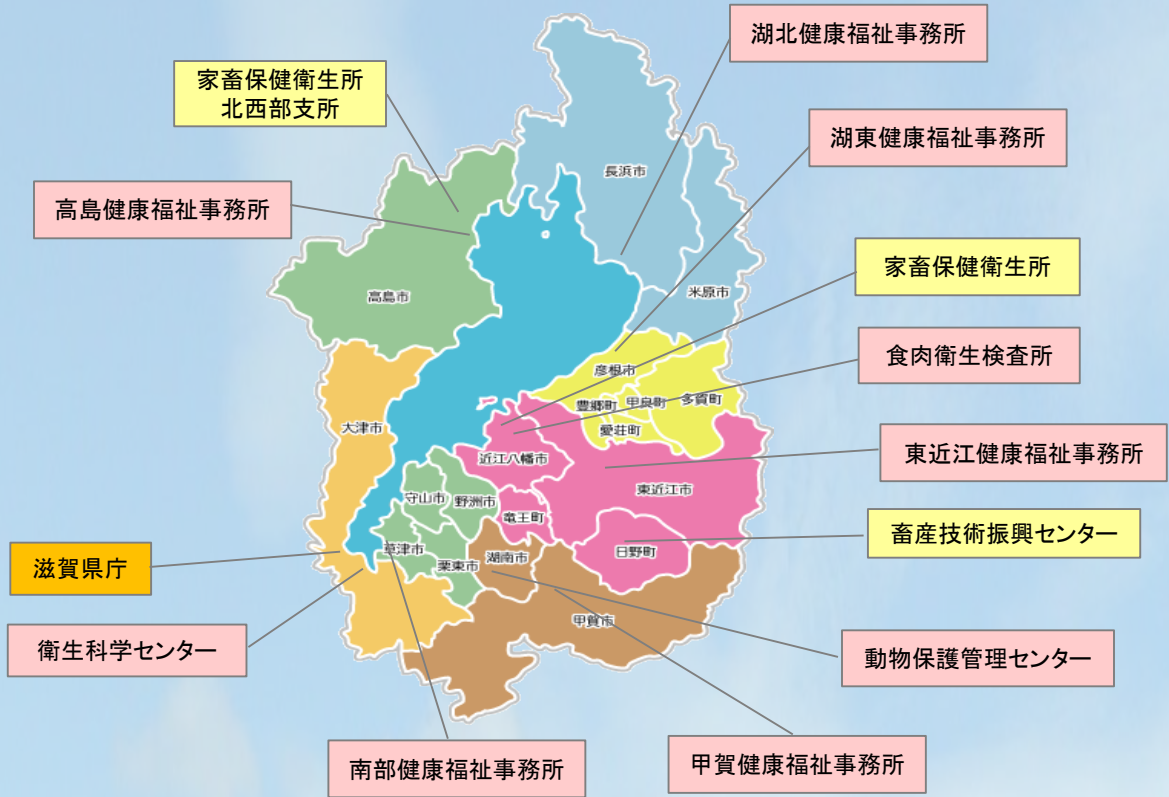 湖北健康福祉事務所
家畜保健衛生所
北西部支所
湖東健康福祉事務所
長浜市
高島健康福祉事務所
家畜保健衛生所
高島市
米原市
食肉衛生検査所
彦根市
豊郷町
甲良町
多賀町
愛荘町
大津市
近江八幡市
東近江健康福祉事務所
東近江市
守山市
野洲市
竜王町
畜産技術振興センター
滋賀県庁
草津市
栗東市
湖南市
日野町
甲賀市
衛生科学センター
動物保護管理センター
南部健康福祉事務所
甲賀健康福祉事務所